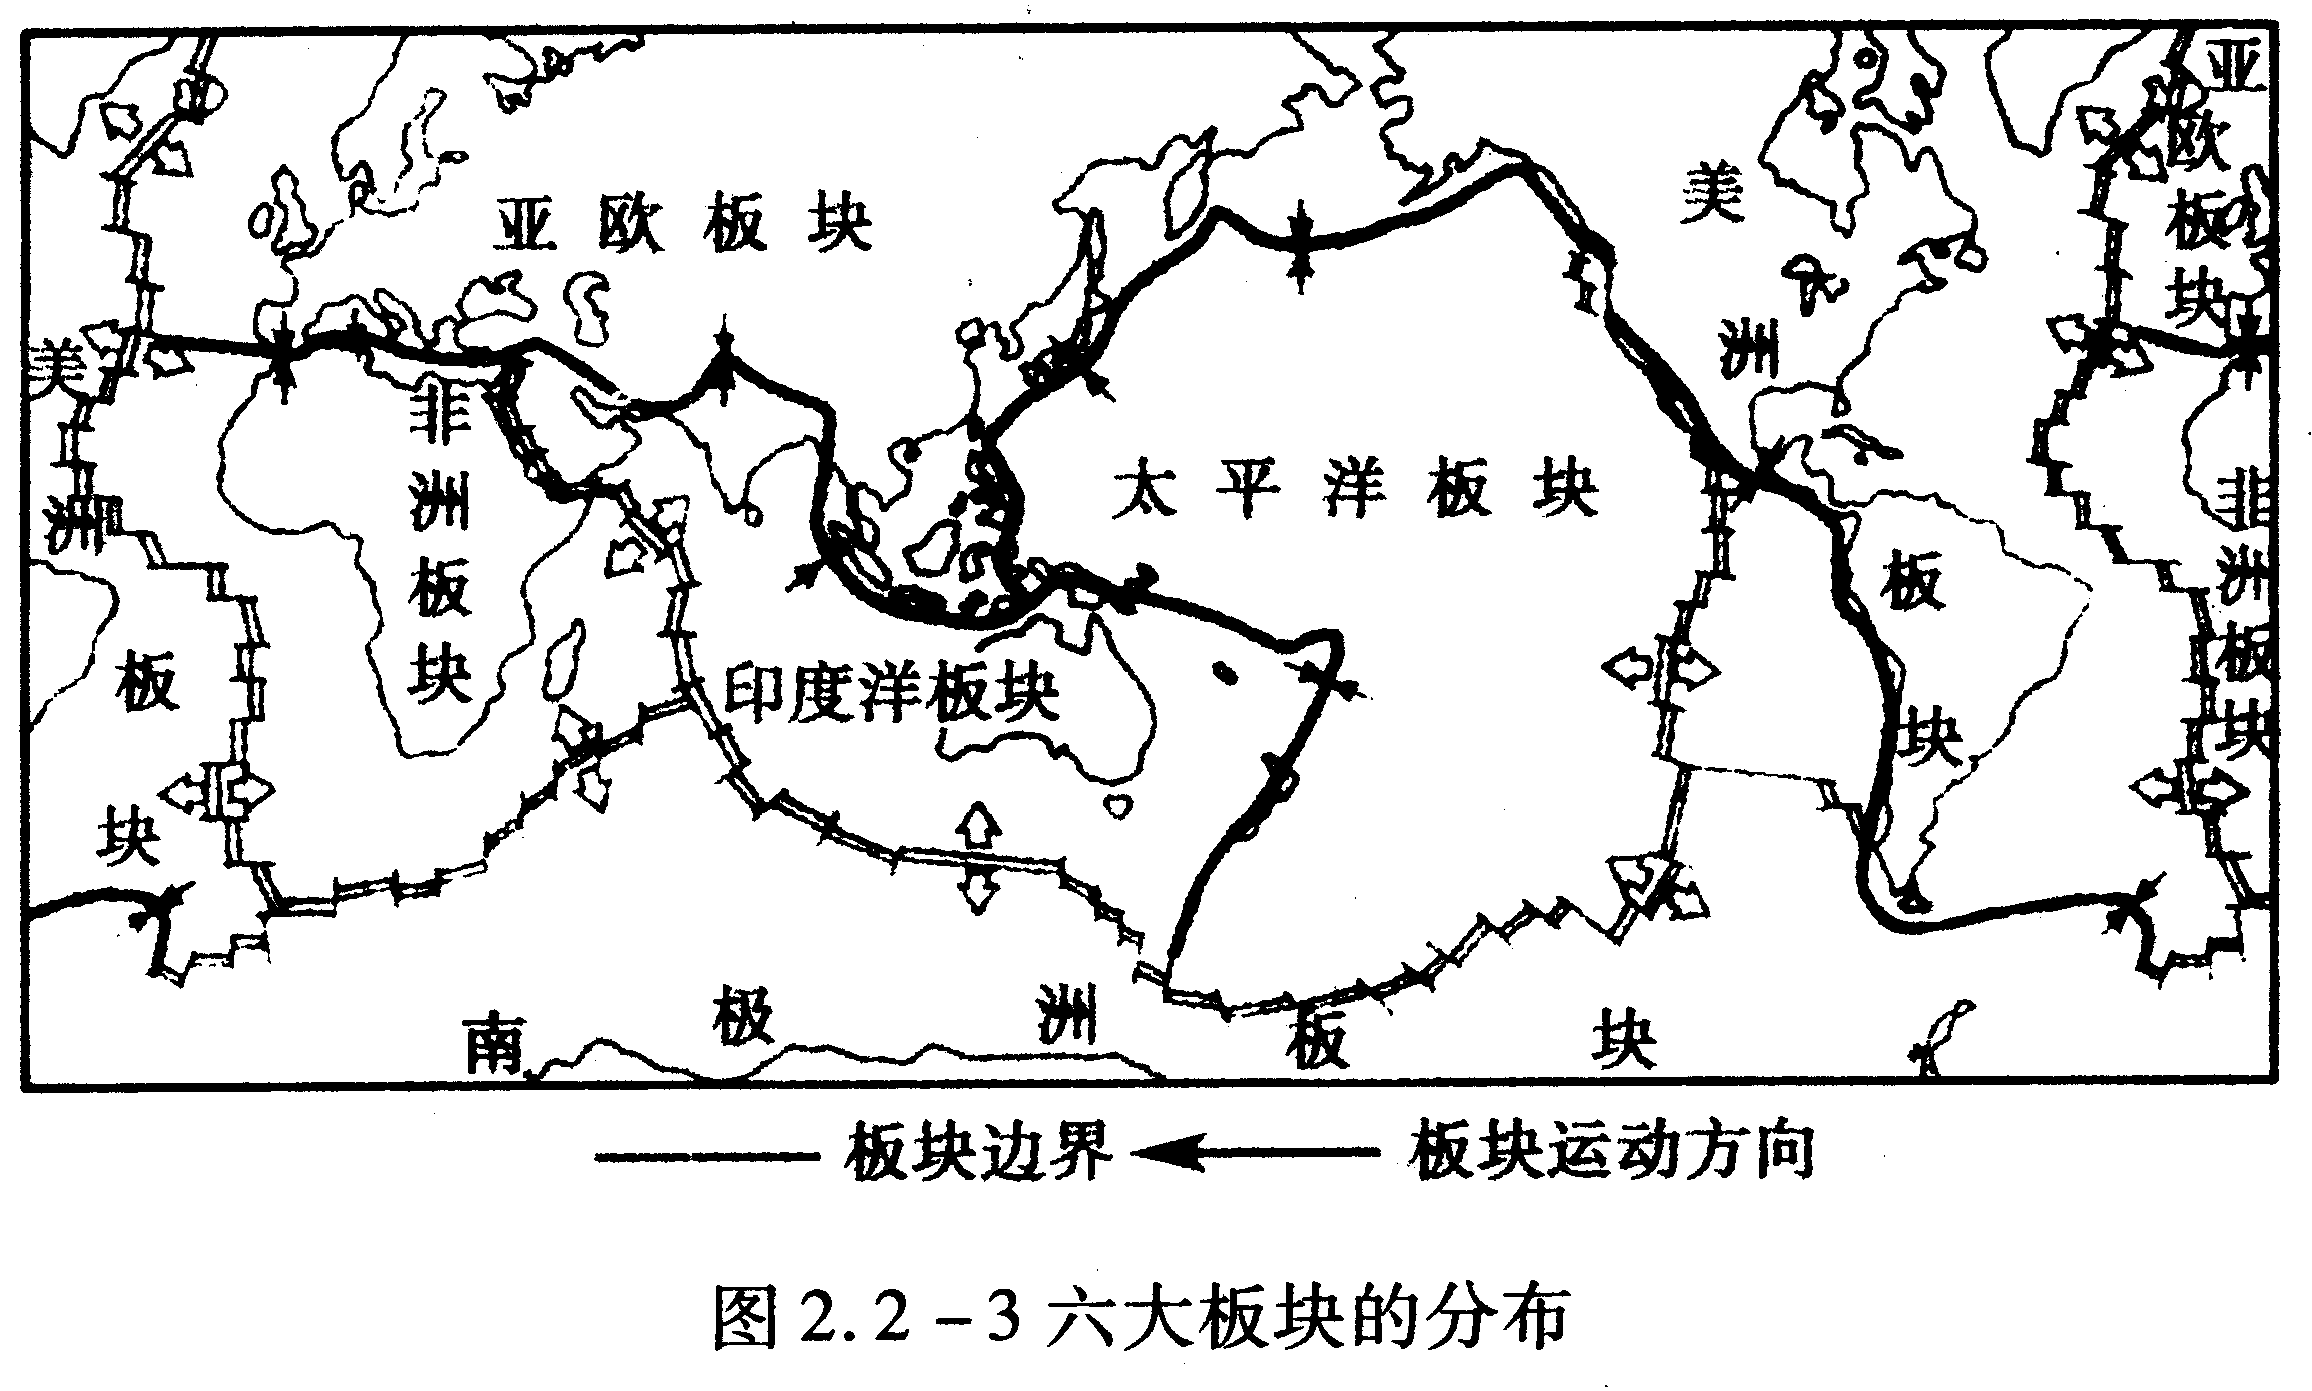 亚欧板块
太平洋板块
印度洋板块
非洲板块
美洲板块
美洲板块
亚欧板块
非洲板块
南极洲板块
板块边界
板块运动方向
图2.2-3六大板块的分布